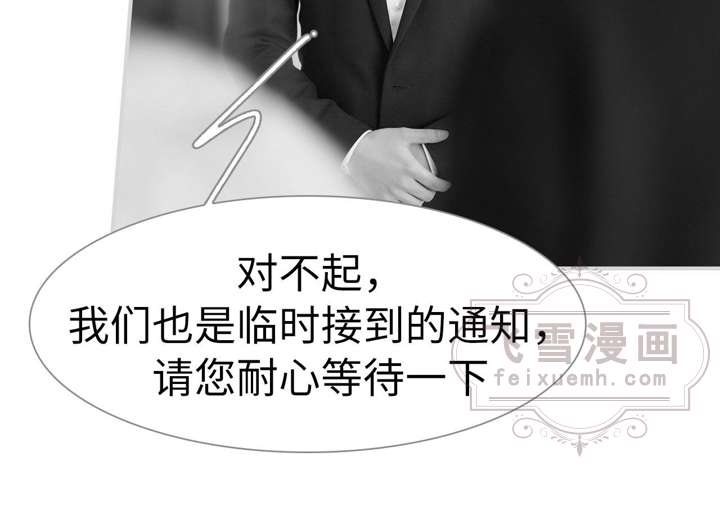 对不起，
我们也是临时接到的通知，
请您耐心等待一下
飞雪漫画
feixuemh.com